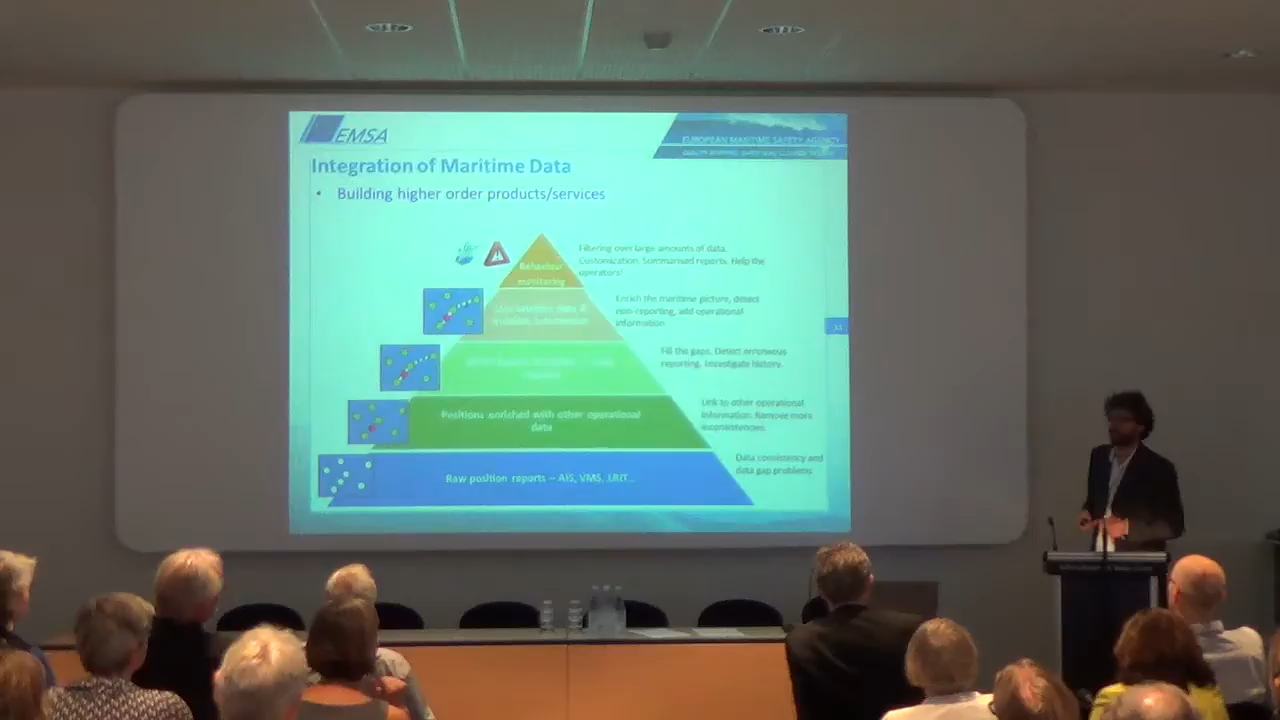 EMSA
EUROPEAN MARITIME SAFETY AGENCY
Integration of Maritime Data
• Building higher order products/services
Behaviour
monitoring
Filtering over large amounts of data.
Customization. Summarised reports. Help the
operators!
Enrich the maritime picture, detect
non-reporting, add operational
information
Fill the gaps. Detect erroneous
reporting. Investigate history.
Positions enriched with other operational
data
Link to other operational
information. Remove more
inconsistencies.
Raw position reports – AIS, VMS, LRIT...
Data consistency and
data gap problems